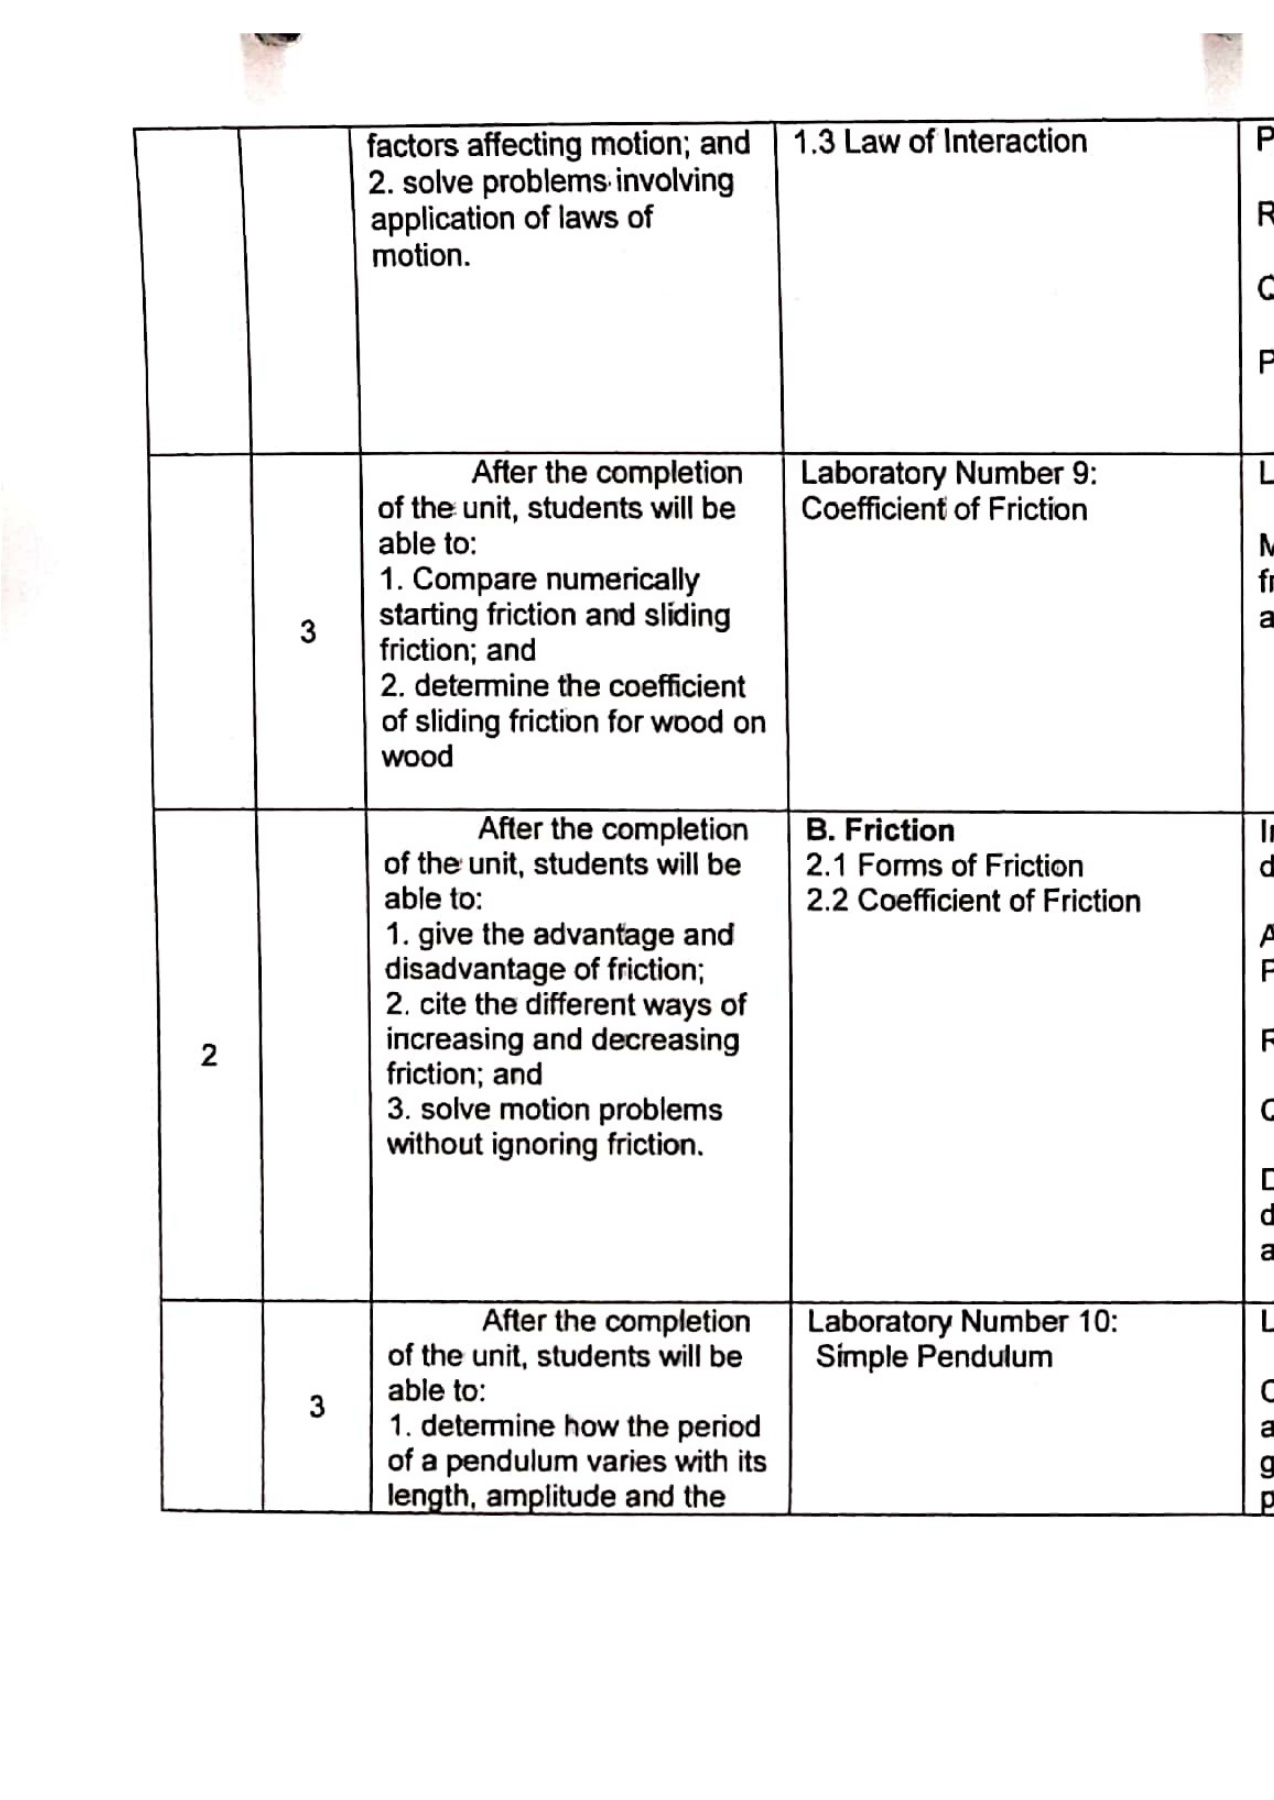 factors affecting motion; and
2. solve problems involving
application of laws of
motion.
1.3 Law of Interaction
P
R
P
3
After the completion
of the unit, students will be
able to:
1. Compare numerically
starting friction and sliding
friction; and
2. determine the coefficient
of sliding friction for wood on
wood
Laboratory Number 9:
Coefficient of Friction
L
M
fr
a
2
After the completion
of the unit, students will be
able to:
1. give the advantage and
disadvantage of friction;
2. cite the different ways of
increasing and decreasing
friction; and
3. solve motion problems
without ignoring friction.
B. Friction
2.1 Forms of Friction
2.2 Coefficient of Friction
d
A
R
D
d
a
3
After the completion
of the unit, students will be
able to:
1. determine how the period
of a pendulum varies with its
length, amplitude and the
Laboratory Number 10:
Simple Pendulum
L
a
g
p